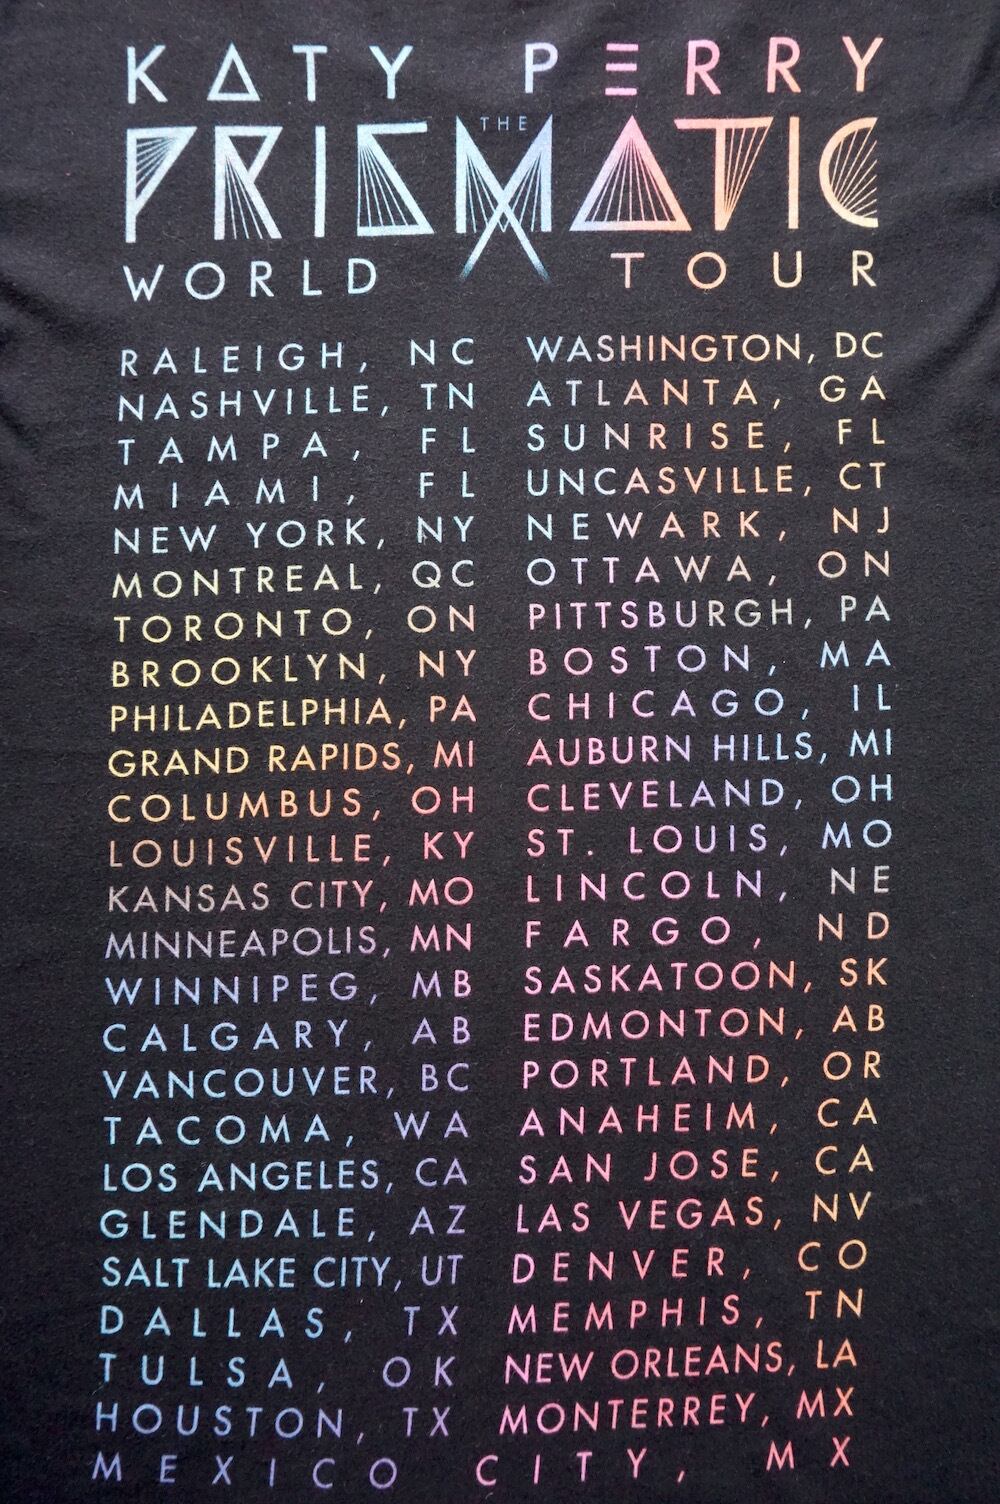 KATY PERRY
THE
PRISMATIC
WORLD TOUR
RALEIGH, NC WASHINGTON, DC
NASHVILLE, TN ATLANTA, GA
TAMPA, FL SUNRISE, FL
MIAMI, FL UNCASVILLE, CT
NEW YORK, NY NEWARK, NJ
MONTREAL, QC OTTAWA, ON
TORONTO, ON PITTSBURGH, PA
BROOKLYN, NY BOSTON, MA
PHILADELPHIA, PA CHICAGO, IL
GRAND RAPIDS, MI AUBURN HILLS, MI
COLUMBUS, OH CLEVELAND, OH
LOUISVILLE, KY ST. LOUIS, MO
KANSAS CITY, MO LINCOLN, NE
MINNEAPOLIS, MN FARGO, ND
WINNIPEG, MB SASKATOON, SK
CALGARY, AB EDMONTON, AB
VANCOUVER, BC PORTLAND, OR
TACOMA, WA ANAHEIM, CA
LOS ANGELES, CA SAN JOSE, CA
GLENDALE, AZ LAS VEGAS, NV
SALT LAKE CITY, UT DENVER, CO
DALLAS, TX MEMPHIS, TN
TULSA, OK NEW ORLEANS, LA
HOUSTON, TX MONTERREY, MX
MEXICO CITY, MX